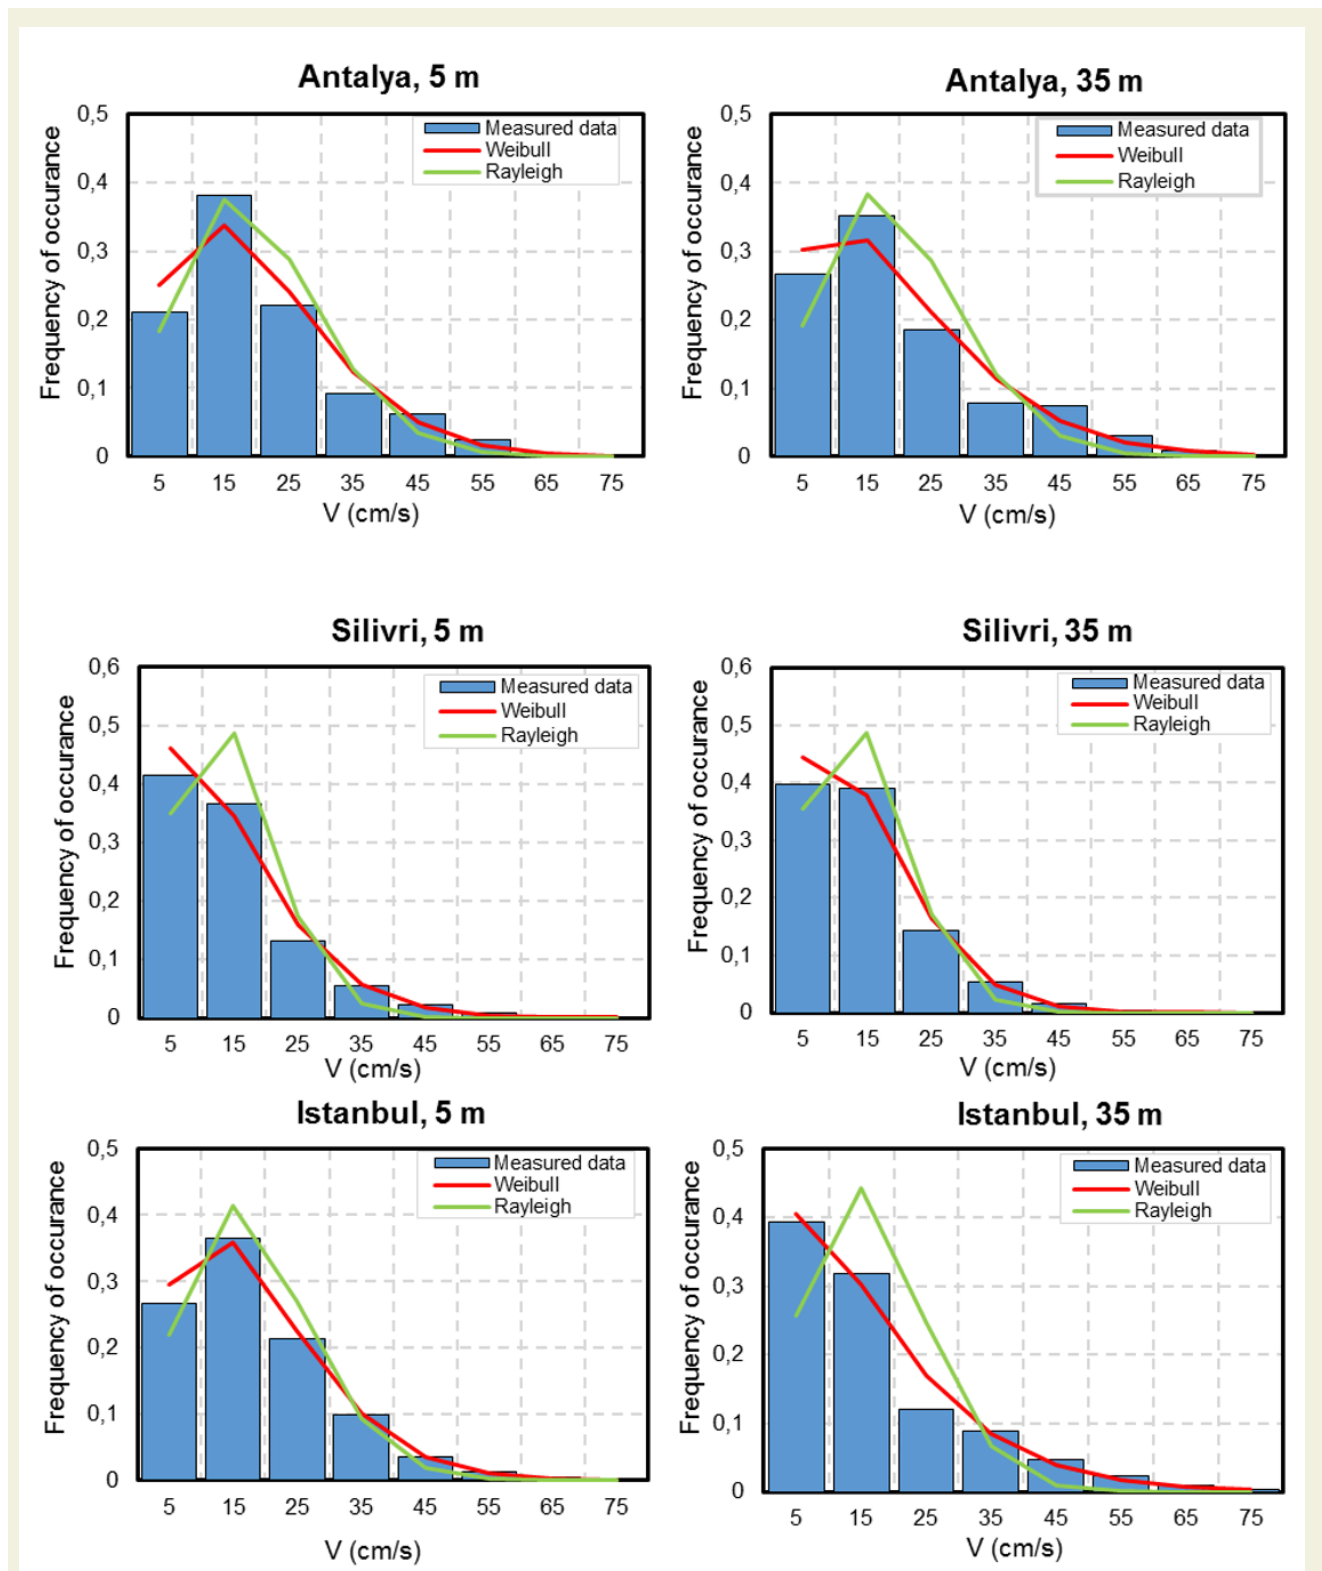 Antalya, 5 m
Frequency of occurance
0,5
0,4
0,3
0,2
0,1
0
Measured data
Weibull
Rayleigh
5 15 25 35 45 55 65 75
V (cm/s)
Antalya, 35 m
Frequency of occurance
0,5
0,4
0,3
0,2
0,1
0
Measured data
Weibull
Rayleigh
5 15 25 35 45 55 65 75
V (cm/s)
Silivri, 5 m
Frequency of occurance
0,6
0,5
0,4
0,3
0,2
0,1
0
Measured data
Weibull
Rayleigh
5 15 25 35 45 55 65 75
V (cm/s)
Silivri, 35 m
Frequency of occurance
0,6
0,5
0,4
0,3
0,2
0,1
0
Measured data
Weibull
Rayleigh
5 15 25 35 45 55 65 75
V (cm/s)
Istanbul, 5 m
Frequency of occurance
0,5
0,4
0,3
0,2
0,1
0
Measured data
Weibull
Rayleigh
5 15 25 35 45 55 65 75
V (cm/s)
Istanbul, 35 m
Frequency of occurance
0,5
0,4
0,3
0,2
0,1
0
Measured data
Weibull
Rayleigh
5 15 25 35 45 55 65 75
V (cm/s)